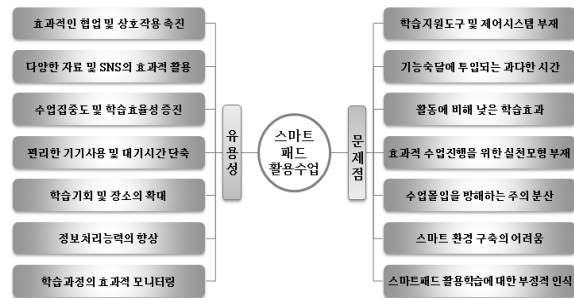 효과적인 협업 및 상호작용 촉진
다양한 자료 및 SNS의 효과적 활용
수업집중도 및 학습효율성 증진
편리한 기기사용 및 대기시간 단축
학습기회 및 장소의 확대
정보처리능력의 향상
학습과정의 효과적 모니터링
유용성
스마트
패드
활용수업
문제점
학습지원도구 및 제어시스템 부재
기능숙달에 투입되는 과다한 시간
활동에 비해 낮은 학습효과
효과적 수업진행을 위한 실천모형 부재
수업몰입을 방해하는 주의 분산
스마트 환경 구축의 어려움
스마트패드 활용학습에 대한 부정적 인식